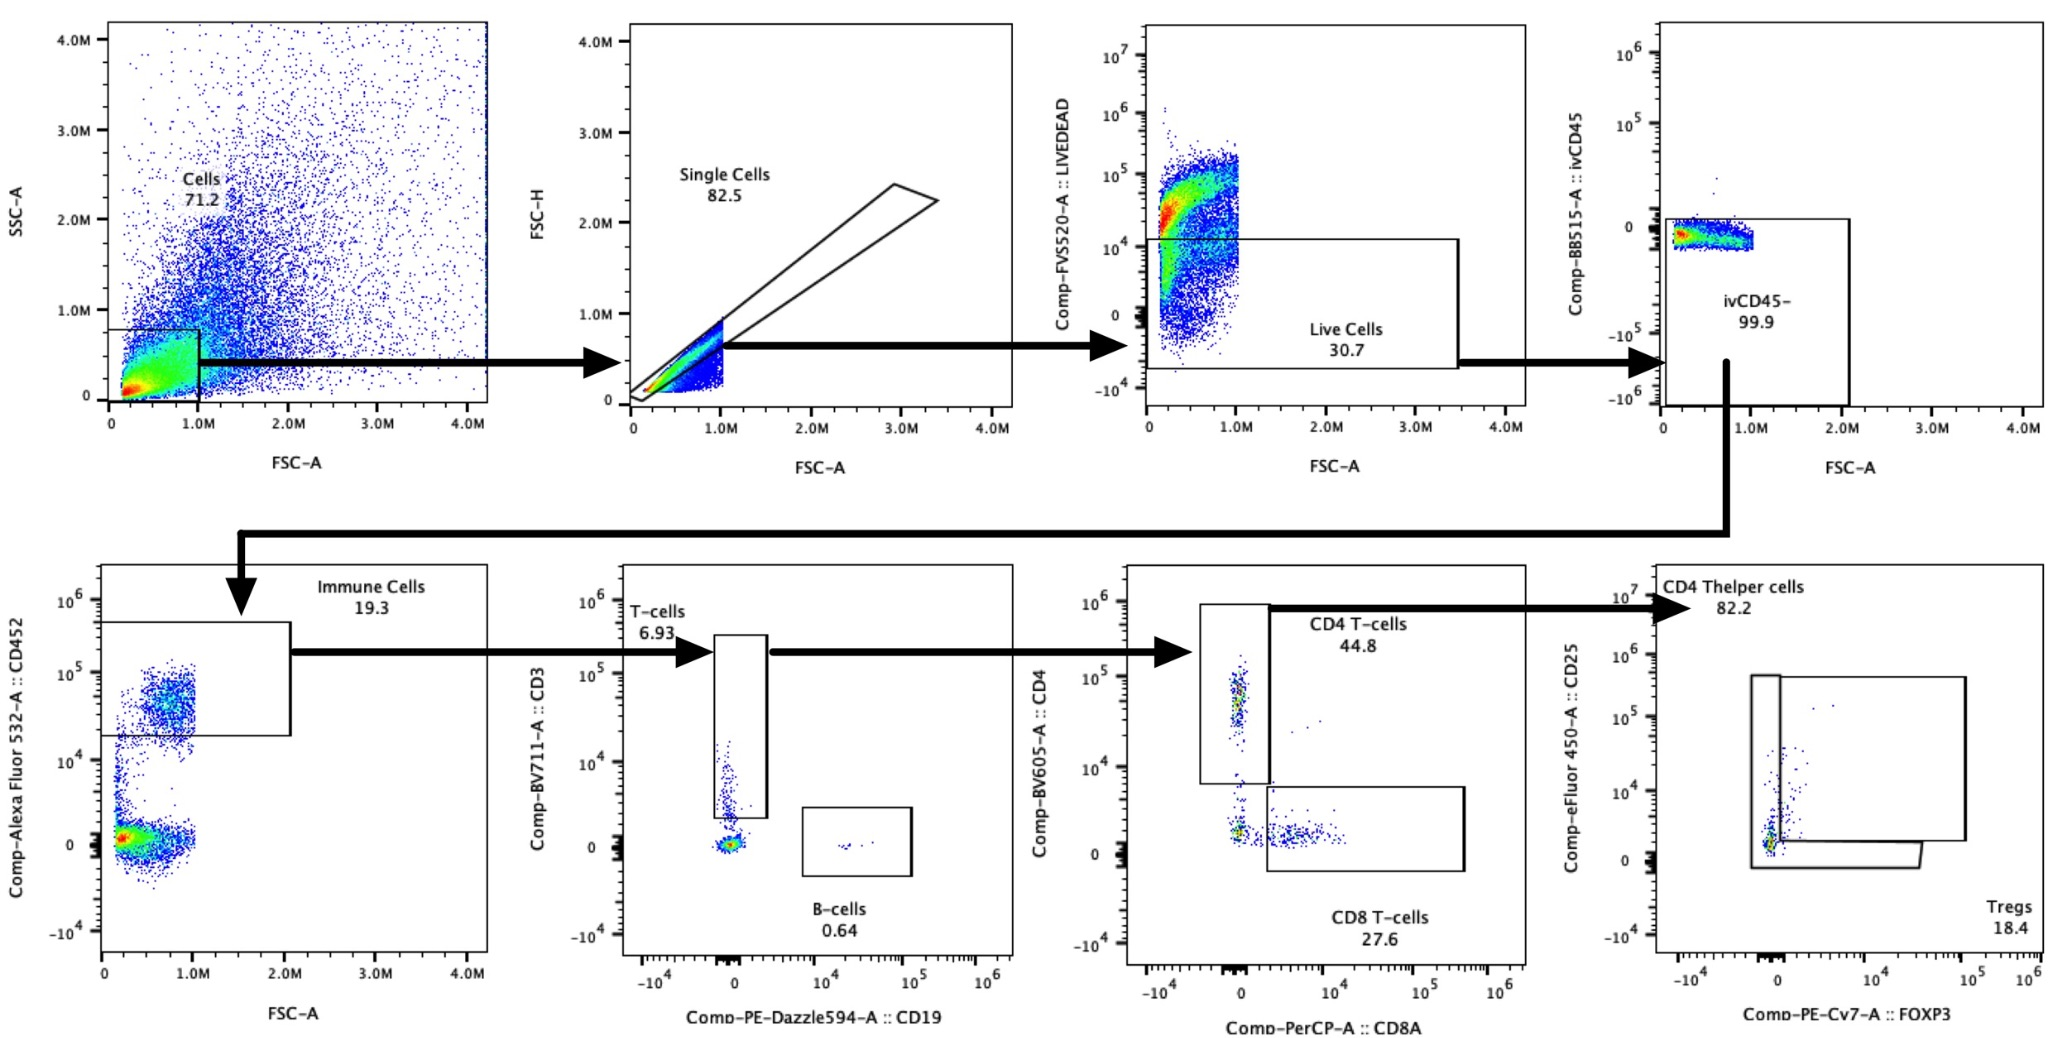 4.0M
3.0M
2.0M
1.0M
0
SSC-A
Cells
71.2
0 1.0M 2.0M 3.0M 4.0M
FSC-A
4.0M
3.0M
2.0M
1.0M
0
FSC-H
Single Cells
82.5
0 1.0M 2.0M 3.0M 4.0M
FSC-A
10^7
10^6
10^5
10^4
0
-10^4
Comp-FVS520-A :: LIVEDEAD
Live Cells
30.7
0 1.0M 2.0M 3.0M 4.0M
FSC-A
10^6
10^5
0
-10^5
-10^6
Comp-BB515-A :: ivCD45
ivCD45-
99.9
0 1.0M 2.0M 3.0M 4.0M
FSC-A
10^6
10^5
10^4
0
-10^4
Comp-Alexa Fluor 532-A :: CD452
Immune Cells
19.3
0 1.0M 2.0M 3.0M 4.0M
FSC-A
10^6
10^5
10^4
0
-10^4
Comp-BV711-A :: CD3
T-cells
6.93
B-cells
0.64
-10^4 0 10^4 10^5 10^6
Comp-PE-Dazzle594-A :: CD19
10^6
10^5
10^4
0
-10^4
Comp-BV605-A :: CD4
CD4 T-cells
44.8
CD8 T-cells
27.6
-10^4 0 10^4 10^5 10^6
Comp-PerCP-A :: CD8A
10^7
10^6
10^5
10^4
0
-10^4
Comp-eFluor 450-A :: CD25
CD4 Thelper cells
82.2
Tregs
18.4
-10^4 0 10^4 10^5 10^6
Comp-PE-Cy7-A :: FOXP3